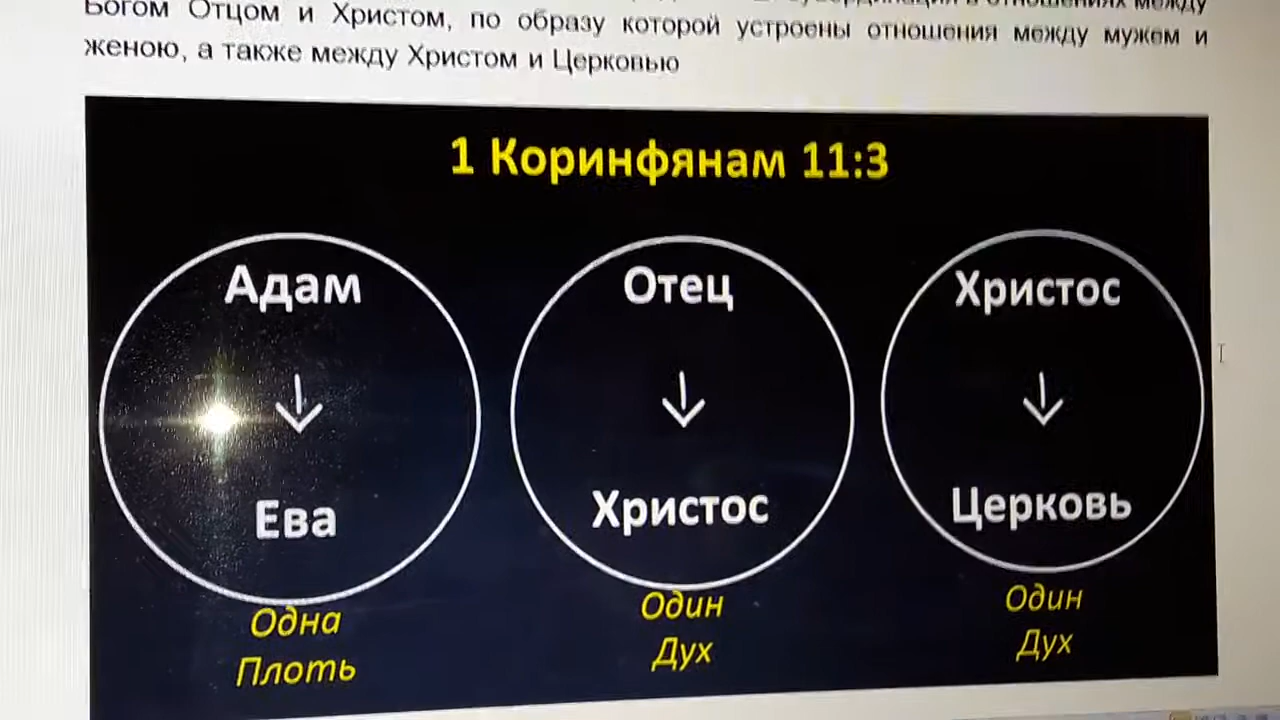 Богом Отцом и Христом, по образу которой устроены отношения между мужем и
женою, а также между Христом и Церковью
1 Коринфянам 11:3
Адам
Ева
Одна
Плоть
Отец
Христос
Один
Дух
Христос
Церковь
Один
Дух